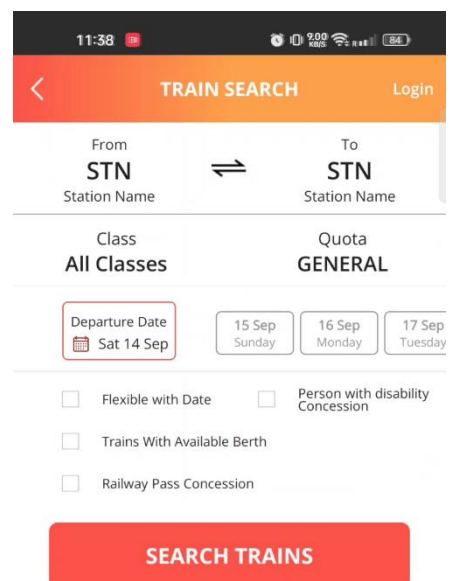 11:38 9.00 KB/S R 84
TRAIN SEARCH Login
From To
STN STN
Station Name Station Name
Class Quota
All Classes GENERAL
Departure Date
Sat 14 Sep
15 Sep 16 Sep 17 Sep
Sunday Monday Tuesday
Flexible with Date Person with disability
Concession
Trains With Available Berth
Railway Pass Concession
SEARCH TRAINS